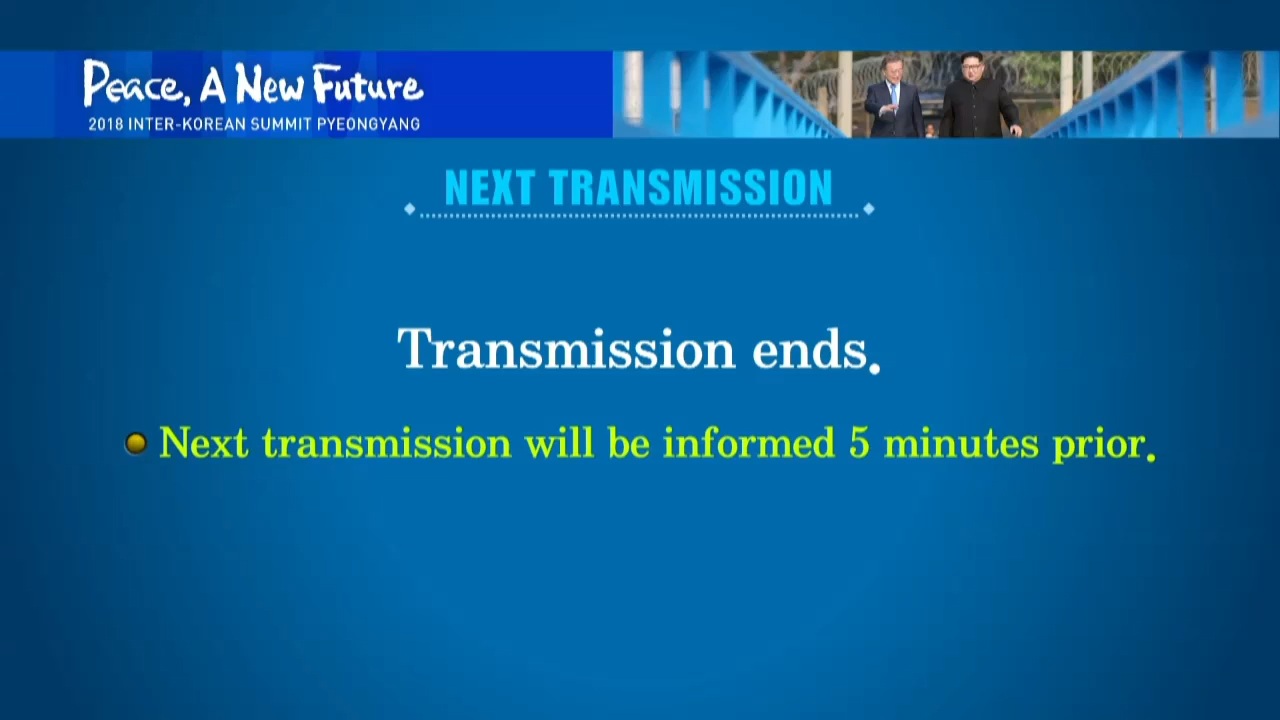 Peace, A New Future
2018 INTER-KOREAN SUMMIT PYEONGYANG
NEXT TRANSMISSION
Transmission ends.
Next transmission will be informed 5 minutes prior.